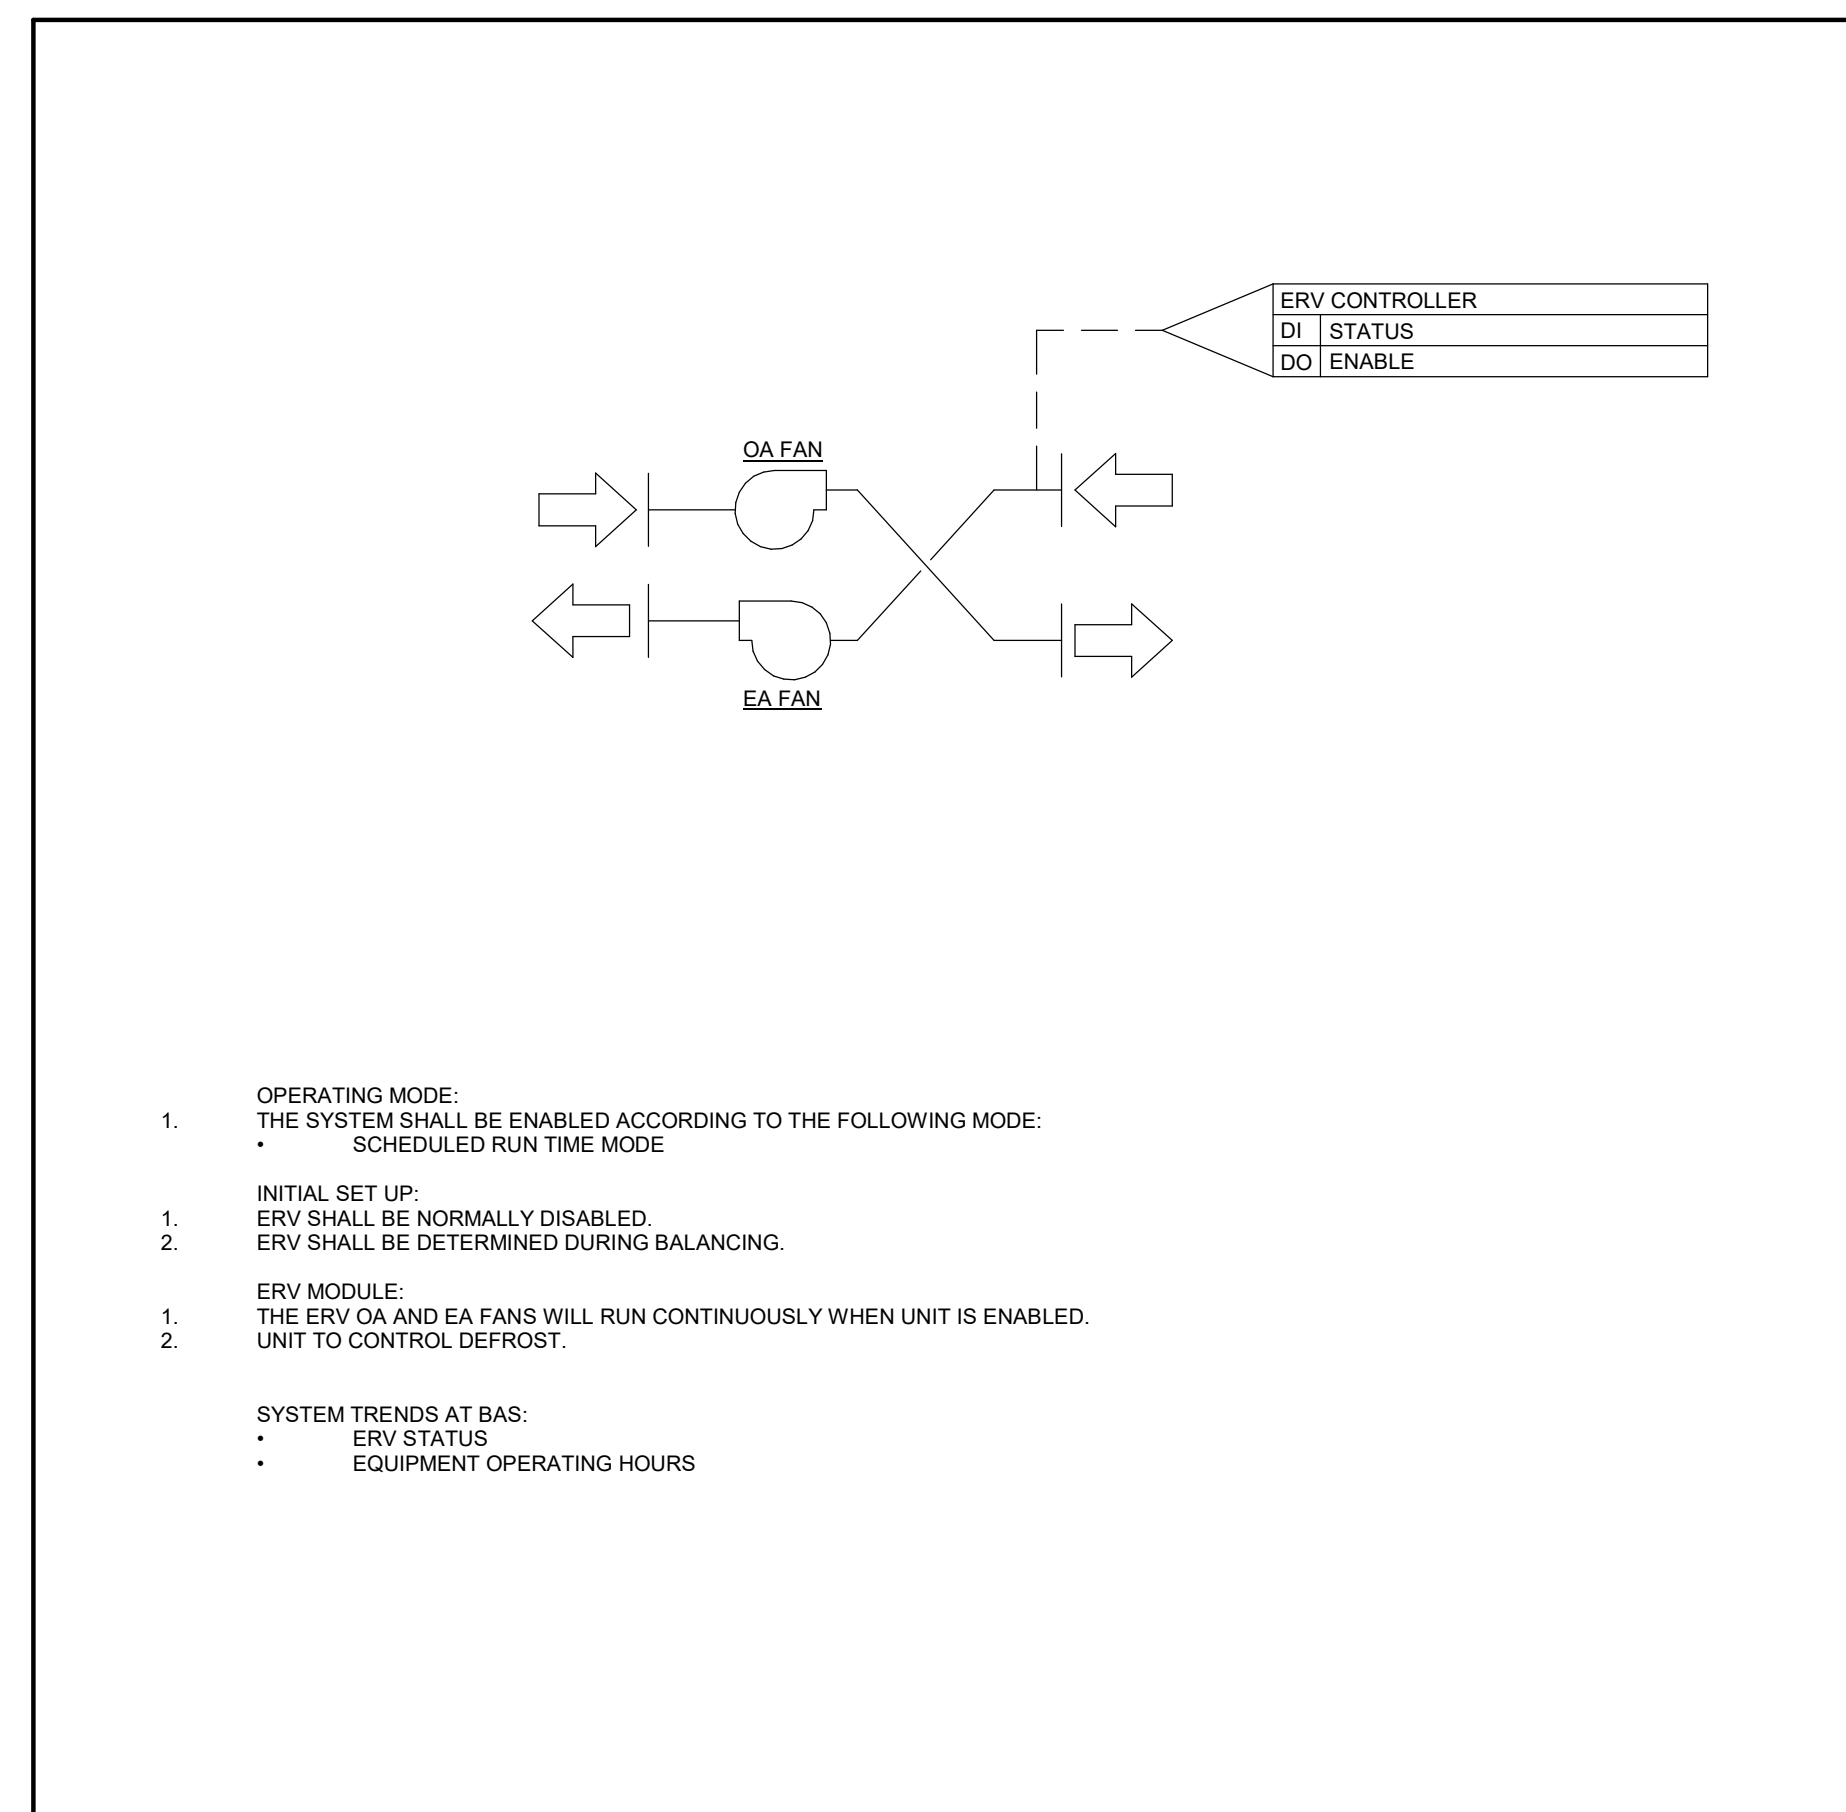 ERV CONTROLLER
DI STATUS
DO ENABLE
OA FAN
EA FAN
OPERATING MODE:
1. THE SYSTEM SHALL BE ENABLED ACCORDING TO THE FOLLOWING MODE:
• SCHEDULED RUN TIME MODE
INITIAL SET UP:
1. ERV SHALL BE NORMALLY DISABLED.
2. ERV SHALL BE DETERMINED DURING BALANCING.
ERV MODULE:
1. THE ERV OA AND EA FANS WILL RUN CONTINUOUSLY WHEN UNIT IS ENABLED.
2. UNIT TO CONTROL DEFROST.
SYSTEM TRENDS AT BAS:
• ERV STATUS
• EQUIPMENT OPERATING HOURS